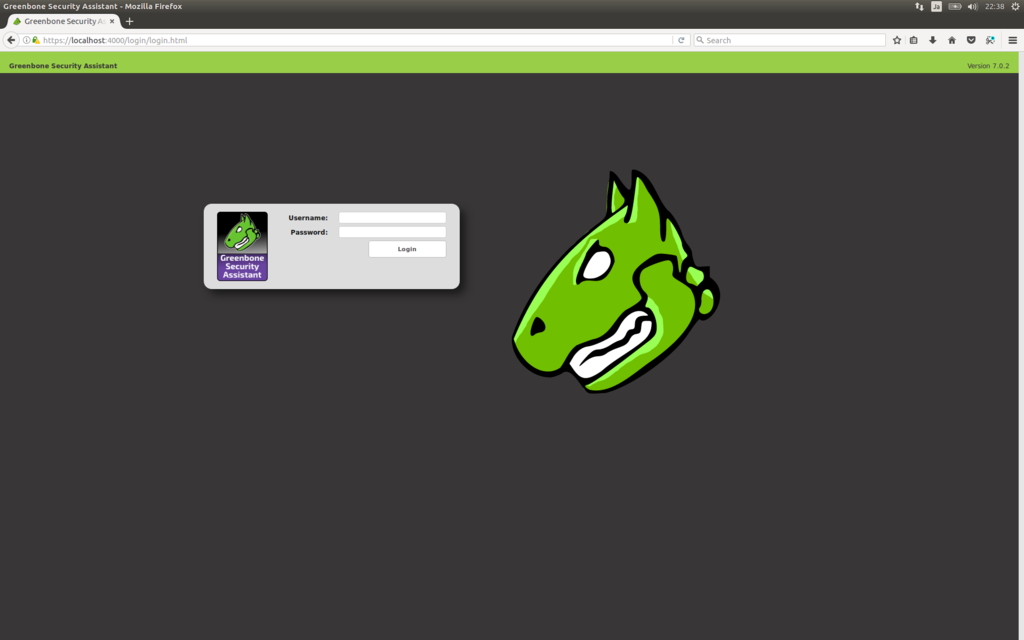 Greenbone Security Assistant - Mozilla Firefox
Ja
22:38
Greenbone Security A
https://localhost:4000/login/login.html
Search
Greenbone Security Assistant
Version 7.0.2
Username:
Password:
Login
Greenbone
Security
Assistant